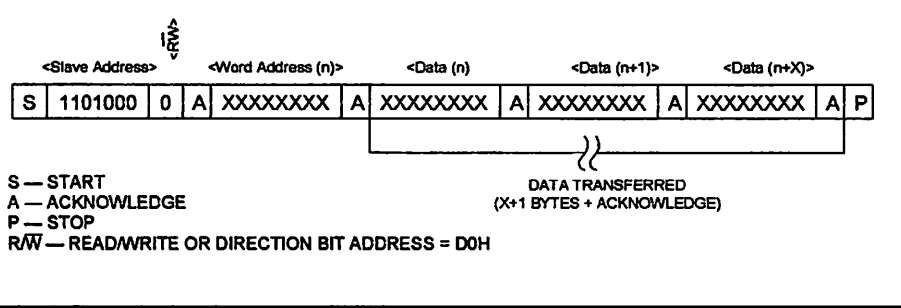 <RW>
<Slave Address> <Word Address (n)> <Data (n) <Data (n+1)> <Data (n+X)>
S 1101000 0 A XXXXXXXX A XXXXXXXX A XXXXXXXX A XXXXXXXX A P
S — START
A — ACKNOWLEDGE
P — STOP
R/W̅ — READ/WRITE OR DIRECTION BIT ADDRESS = D0H
DATA TRANSFERRED
(X+1 BYTES + ACKNOWLEDGE)